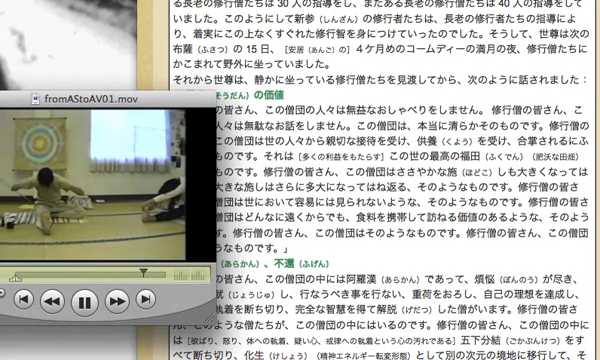 る長老の修行僧たちは 30 人の指導をし、またある長老の修行僧たちは 40 人の指導をして
いました。このようにして新参（しんざん）の修行者たちは、長老の修行者たちの指導によ
り、着実にこの上なくすぐれた修行智を身につけていったのでした。そうして、世尊は次の
布薩（ふさつ）の 15 日、［安居（あんご）の］４ケ月めのコームディーの満月の夜、修行僧たちに
かこまれて野外に坐っていました。
それから世尊は、静かに坐っている修行僧たちを見渡してから、次のように話されました：
そうだん）の価値
の皆さん、この僧団の人々は無益なおしゃべりをしません。 修行僧の皆さん、こ
人々は無駄なお話をしません。この僧団は、本当に清らかそのものです。修行僧の
この僧団は世の人から親切な接待を受け、供養（くよう）を受け、合掌されるにふ
ものです。それは［多くの利益をもたらす］この世の最高の福田（ふくでん）（肥沃な田畑）
ものです。修行僧の皆さん、この僧団はささやかな施（ほどこ）しも大きくなっては
大きな施しはさらに多大になってはね返る、そのようなものです。修行僧の皆さ
僧団は世において容易には見られないような、そのようなものです。修行僧の皆さ
僧団はどんなに遠くからでも、食料を携帯して訪ねる価値のあるような、そのよう
す。修行僧の皆さん、この僧団はそのようなものです。修行僧の皆さん、この僧団
うなものです。」
（あらかん）、不還（ふげん）
の皆さん、この僧団の中には阿羅漢（あらかん）であって、煩悩（ぼんのう）が尽き、
就（じょうじゅ）し、行なうべき事を行ない、重荷をおろし、自己の理想を達成し、
執着を断ち切り、完全な智慧を得て解脱（げだつ）した僧がいます。修行僧の皆さ
ん、このような僧たちが、この僧団の中にはいるのです。修行僧の皆さん、この僧団の中に
は［欲ばり、怒り、体への執着、疑い心、戒律への執着という心の汚れである］五下分結（ごかぶんけつ）をす
べて断ち切り、化生（けしょう）（精神エネルギー転変形態）として別の次元の境地に移行して、そ
fromAStoAV01.mov